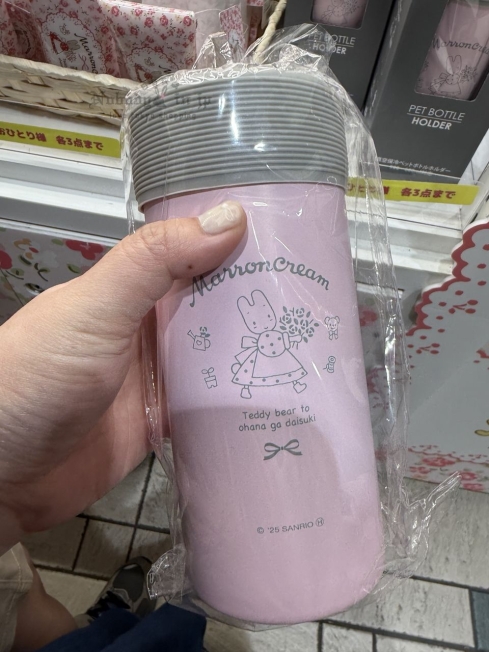 PET BOTTLE
HOLDER
MarronCream
PET BOTTLE
HOLDER
おひとり様 各3点まで
各3点まで
MarronCream
Teddy bear to
ohana ga daisuki
© '25 SANRIO Ⓗ